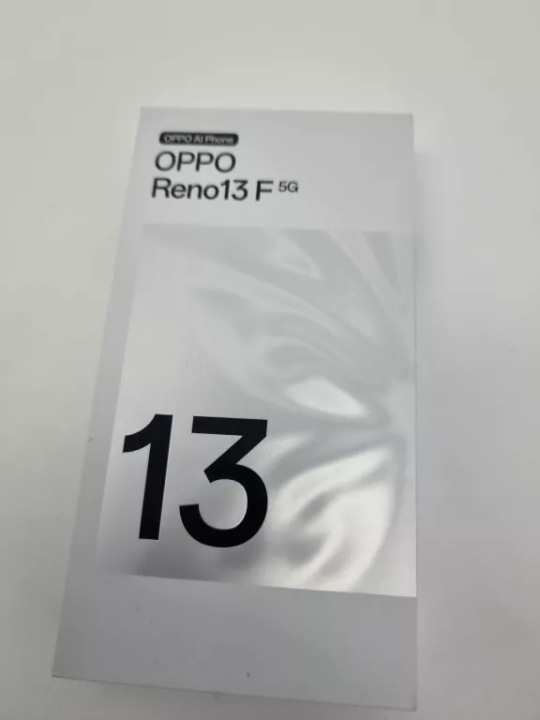 OPPO AI Phone
OPPO
Reno13 F 5G
13